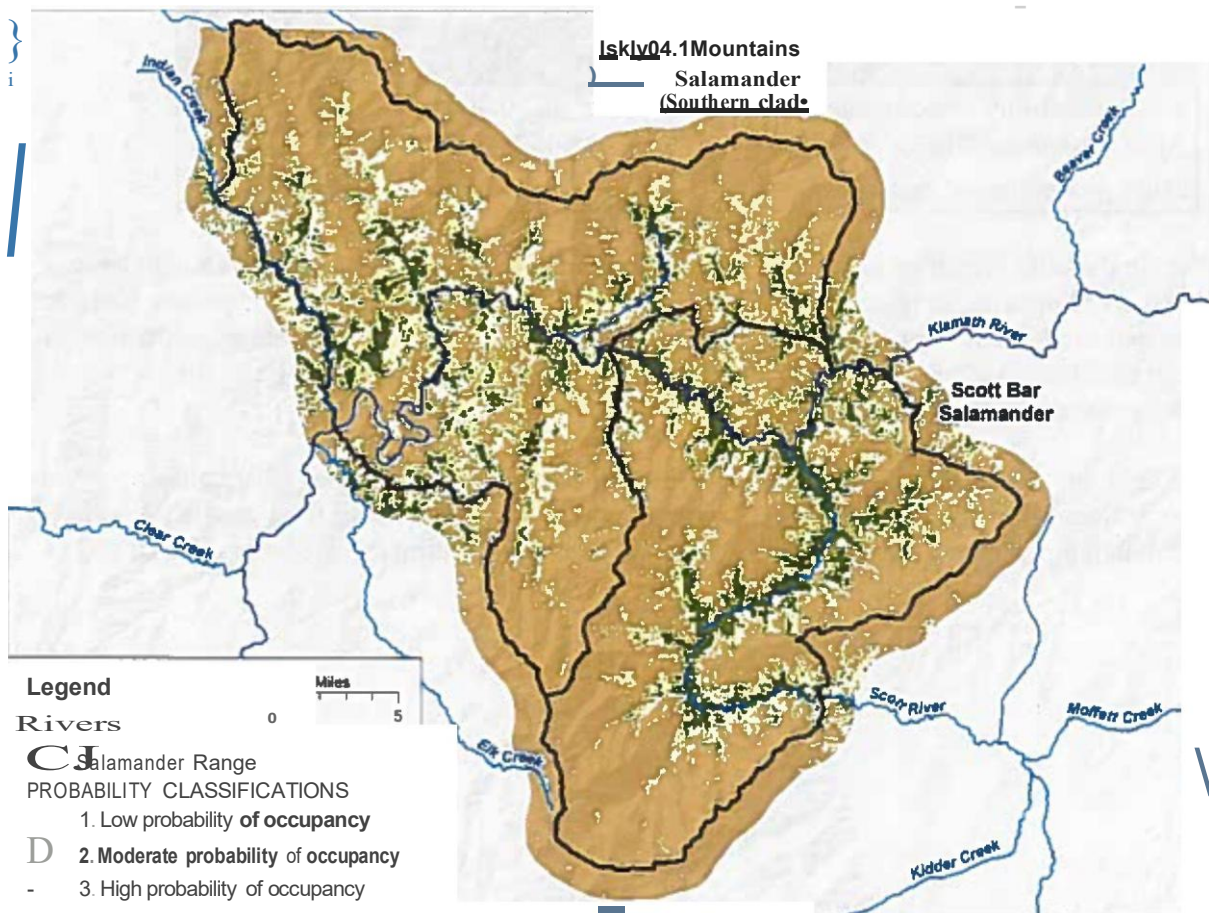 }
i
Isklv04.1Mountains
Salamander
(Southern clad•
Indian Creek
Beaver Creek
Klamath River
Scott Bar
Salamander
Clear Creek
Scott River
Moffett Creek
Elk Creek
Kidder Creek
Legend
Miles
Rivers
0 5
CJ Salamander Range
PROBABILITY CLASSIFICATIONS
1. Low probability of occupancy
D 2. Moderate probability of occupancy
- 3. High probability of occupancy